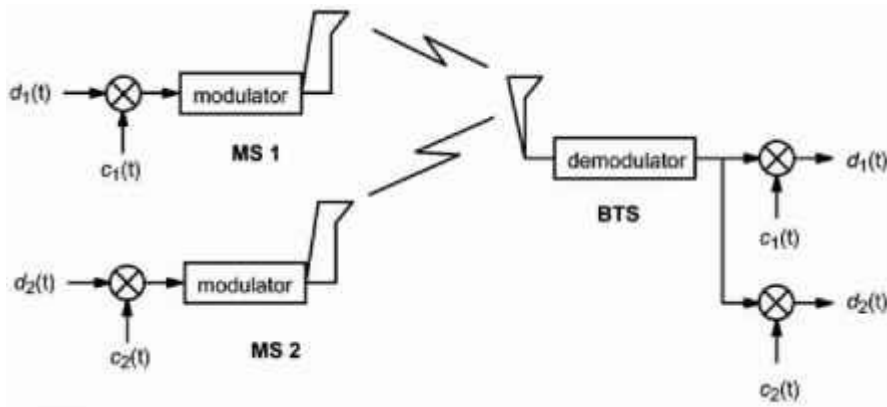 d₁(t)
modulator
MS 1
c₁(t)
d₂(t)
modulator
MS 2
c₂(t)
demodulator
BTS
d₁(t)
c₁(t)
d₂(t)
c₂(t)